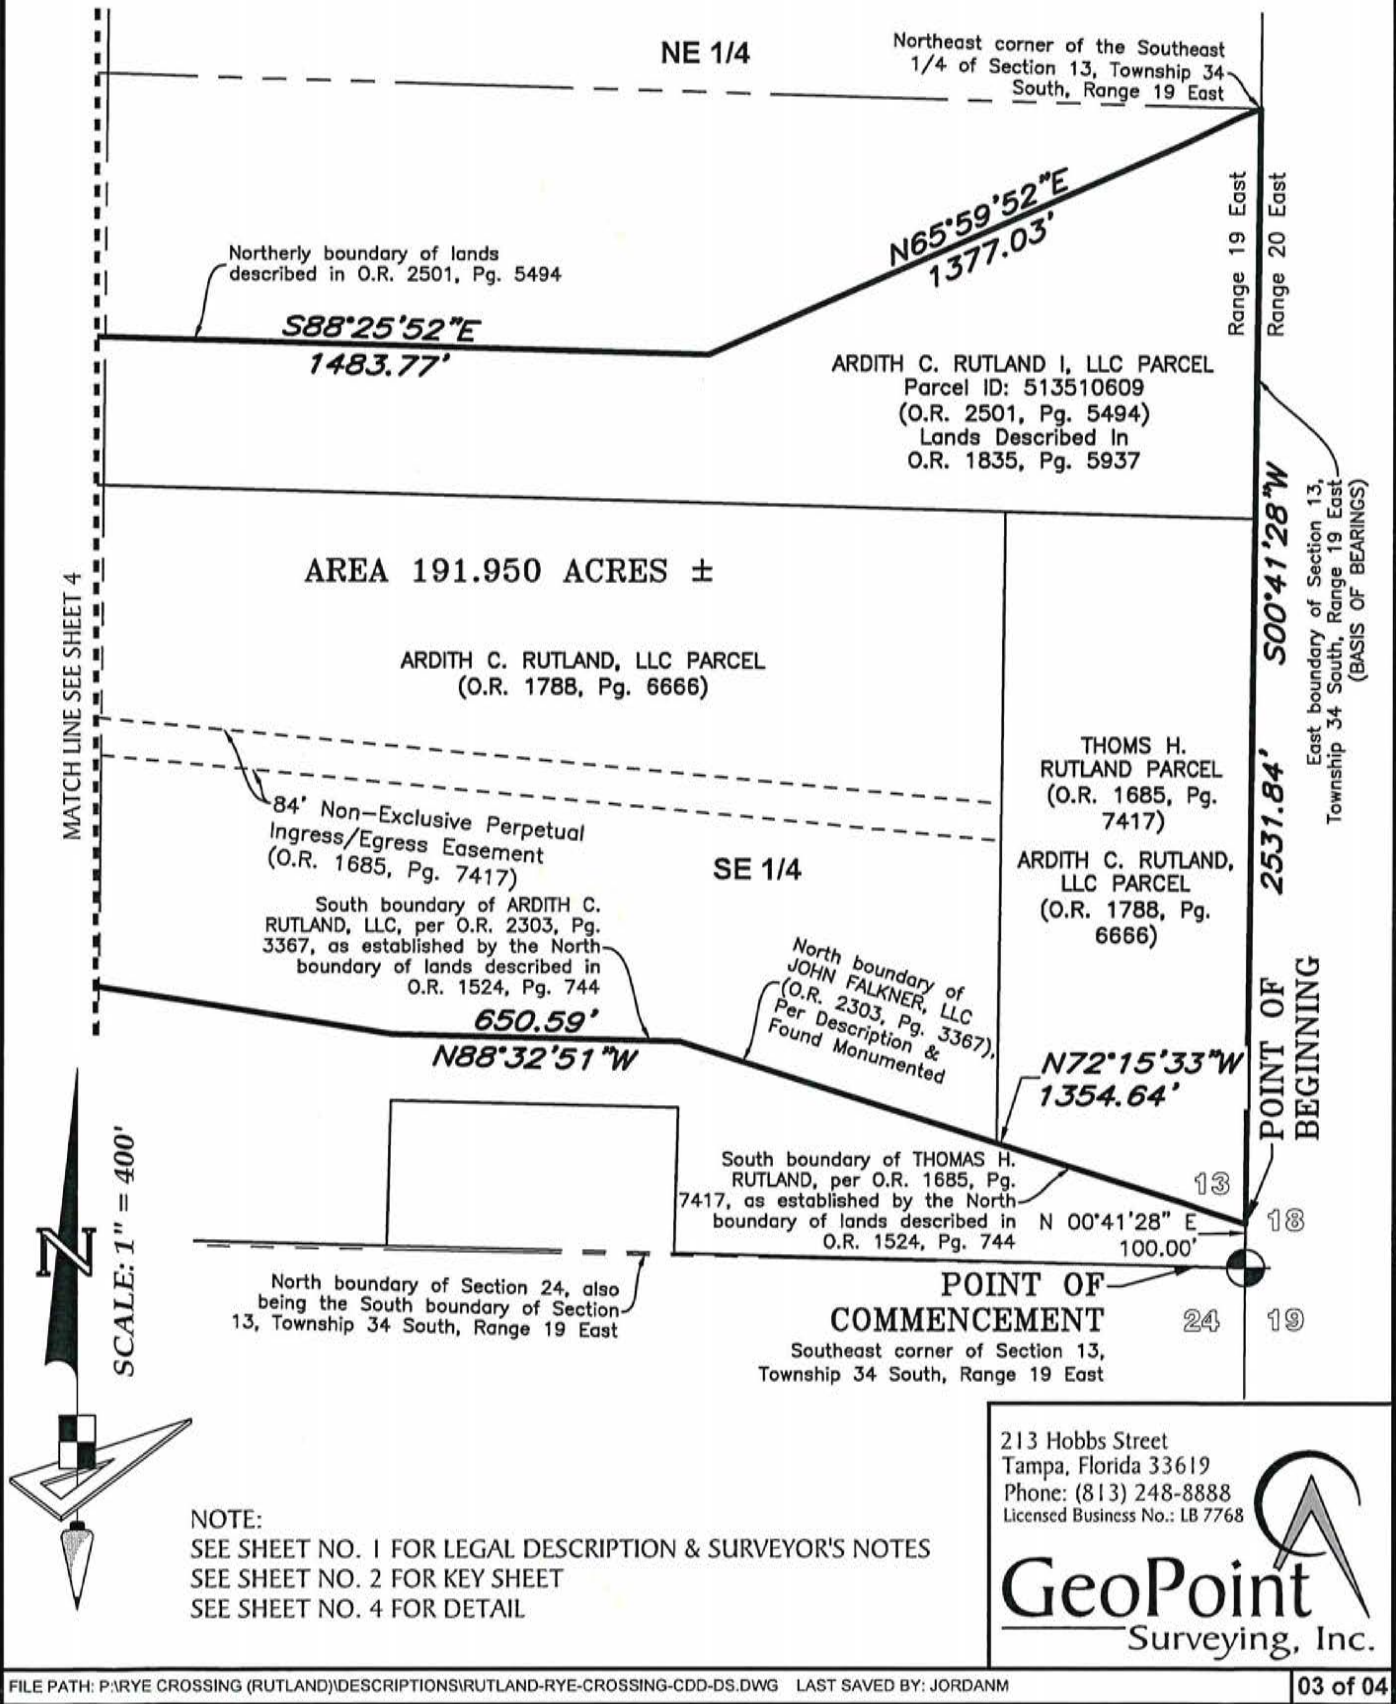 NE 1/4
Northeast corner of the Southeast
1/4 of Section 13, Township 34
South, Range 19 East
N65°59'52"E
1377.03'
Range 19 East
Range 20 East
Northerly boundary of lands
described in O.R. 2501, Pg. 5494
S88°25'52"E
1483.77'
ARDITH C. RUTLAND I, LLC PARCEL
Parcel ID: 513510609
(O.R. 2501, Pg. 5494)
Lands Described In
O.R. 1835, Pg. 5937
S00°41'28"W
2531.84'
East boundary of Section 13,
Township 34 South, Range 19 East
(BASIS OF BEARINGS)
AREA 191.950 ACRES ±
MATCH LINE SEE SHEET 4
ARDITH C. RUTLAND, LLC PARCEL
(O.R. 1788, Pg. 6666)
THOMS H.
RUTLAND PARCEL
(O.R. 1685, Pg.
7417)
ARDITH C. RUTLAND,
LLC PARCEL
(O.R. 1788, Pg.
6666)
84' Non-Exclusive Perpetual
Ingress/Egress Easement
(O.R. 1685, Pg. 7417)
SE 1/4
South boundary of ARDITH C.
RUTLAND, LLC, per O.R. 2303, Pg.
3367, as established by the North
boundary of lands described in
O.R. 1524, Pg. 744
650.59'
N88°32'51"W
North boundary of
JOHN FALKNER, LLC
(O.R. 2303, Pg. 3367),
Per Description &
Found Monumented
N72°15'33"W
1354.64'
POINT OF
BEGINNING
South boundary of THOMAS H.
RUTLAND, per O.R. 1685, Pg.
7417, as established by the North
boundary of lands described in
O.R. 1524, Pg. 744
13
18
N 00°41'28" E
100.00'
N
SCALE: 1" = 400'
North boundary of Section 24, also
being the South boundary of Section
13, Township 34 South, Range 19 East
POINT OF
COMMENCEMENT
Southeast corner of Section 13,
Township 34 South, Range 19 East
24
19
213 Hobbs Street
Tampa, Florida 33619
Phone: (813) 248-8888
Licensed Business No.: LB 7768
GeoPoint
Surveying, Inc.
NOTE:
SEE SHEET NO. 1 FOR LEGAL DESCRIPTION & SURVEYOR'S NOTES
SEE SHEET NO. 2 FOR KEY SHEET
SEE SHEET NO. 4 FOR DETAIL
FILE PATH: P:\RYE CROSSING (RUTLAND)\DESCRIPTIONS\RUTLAND-RYE-CROSSING-CDD-DS.DWG LAST SAVED BY: JORDANM
03 of 04